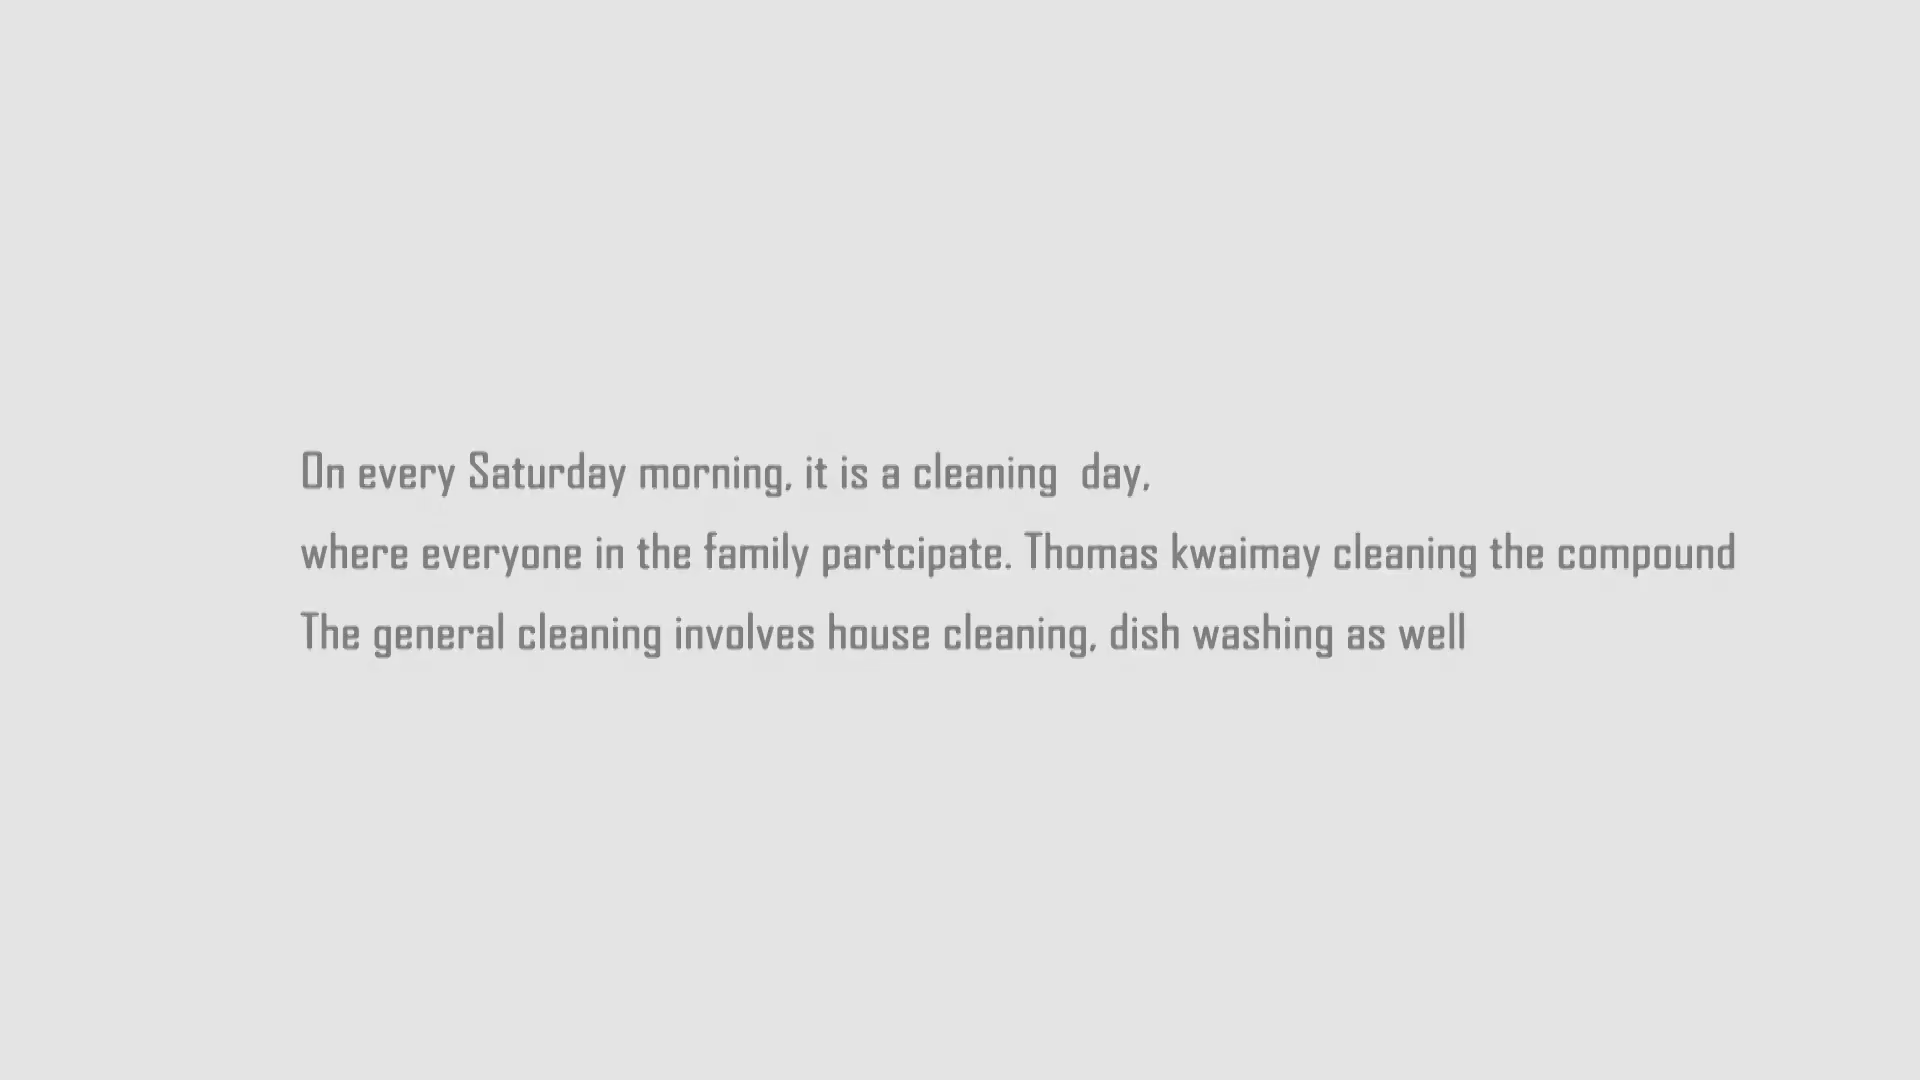 On every Saturday morning, it is a cleaning  day,
where everyone in the family partcipate. Thomas kwaimay cleaning the compound
The general cleaning involves house cleaning, dish washing as well